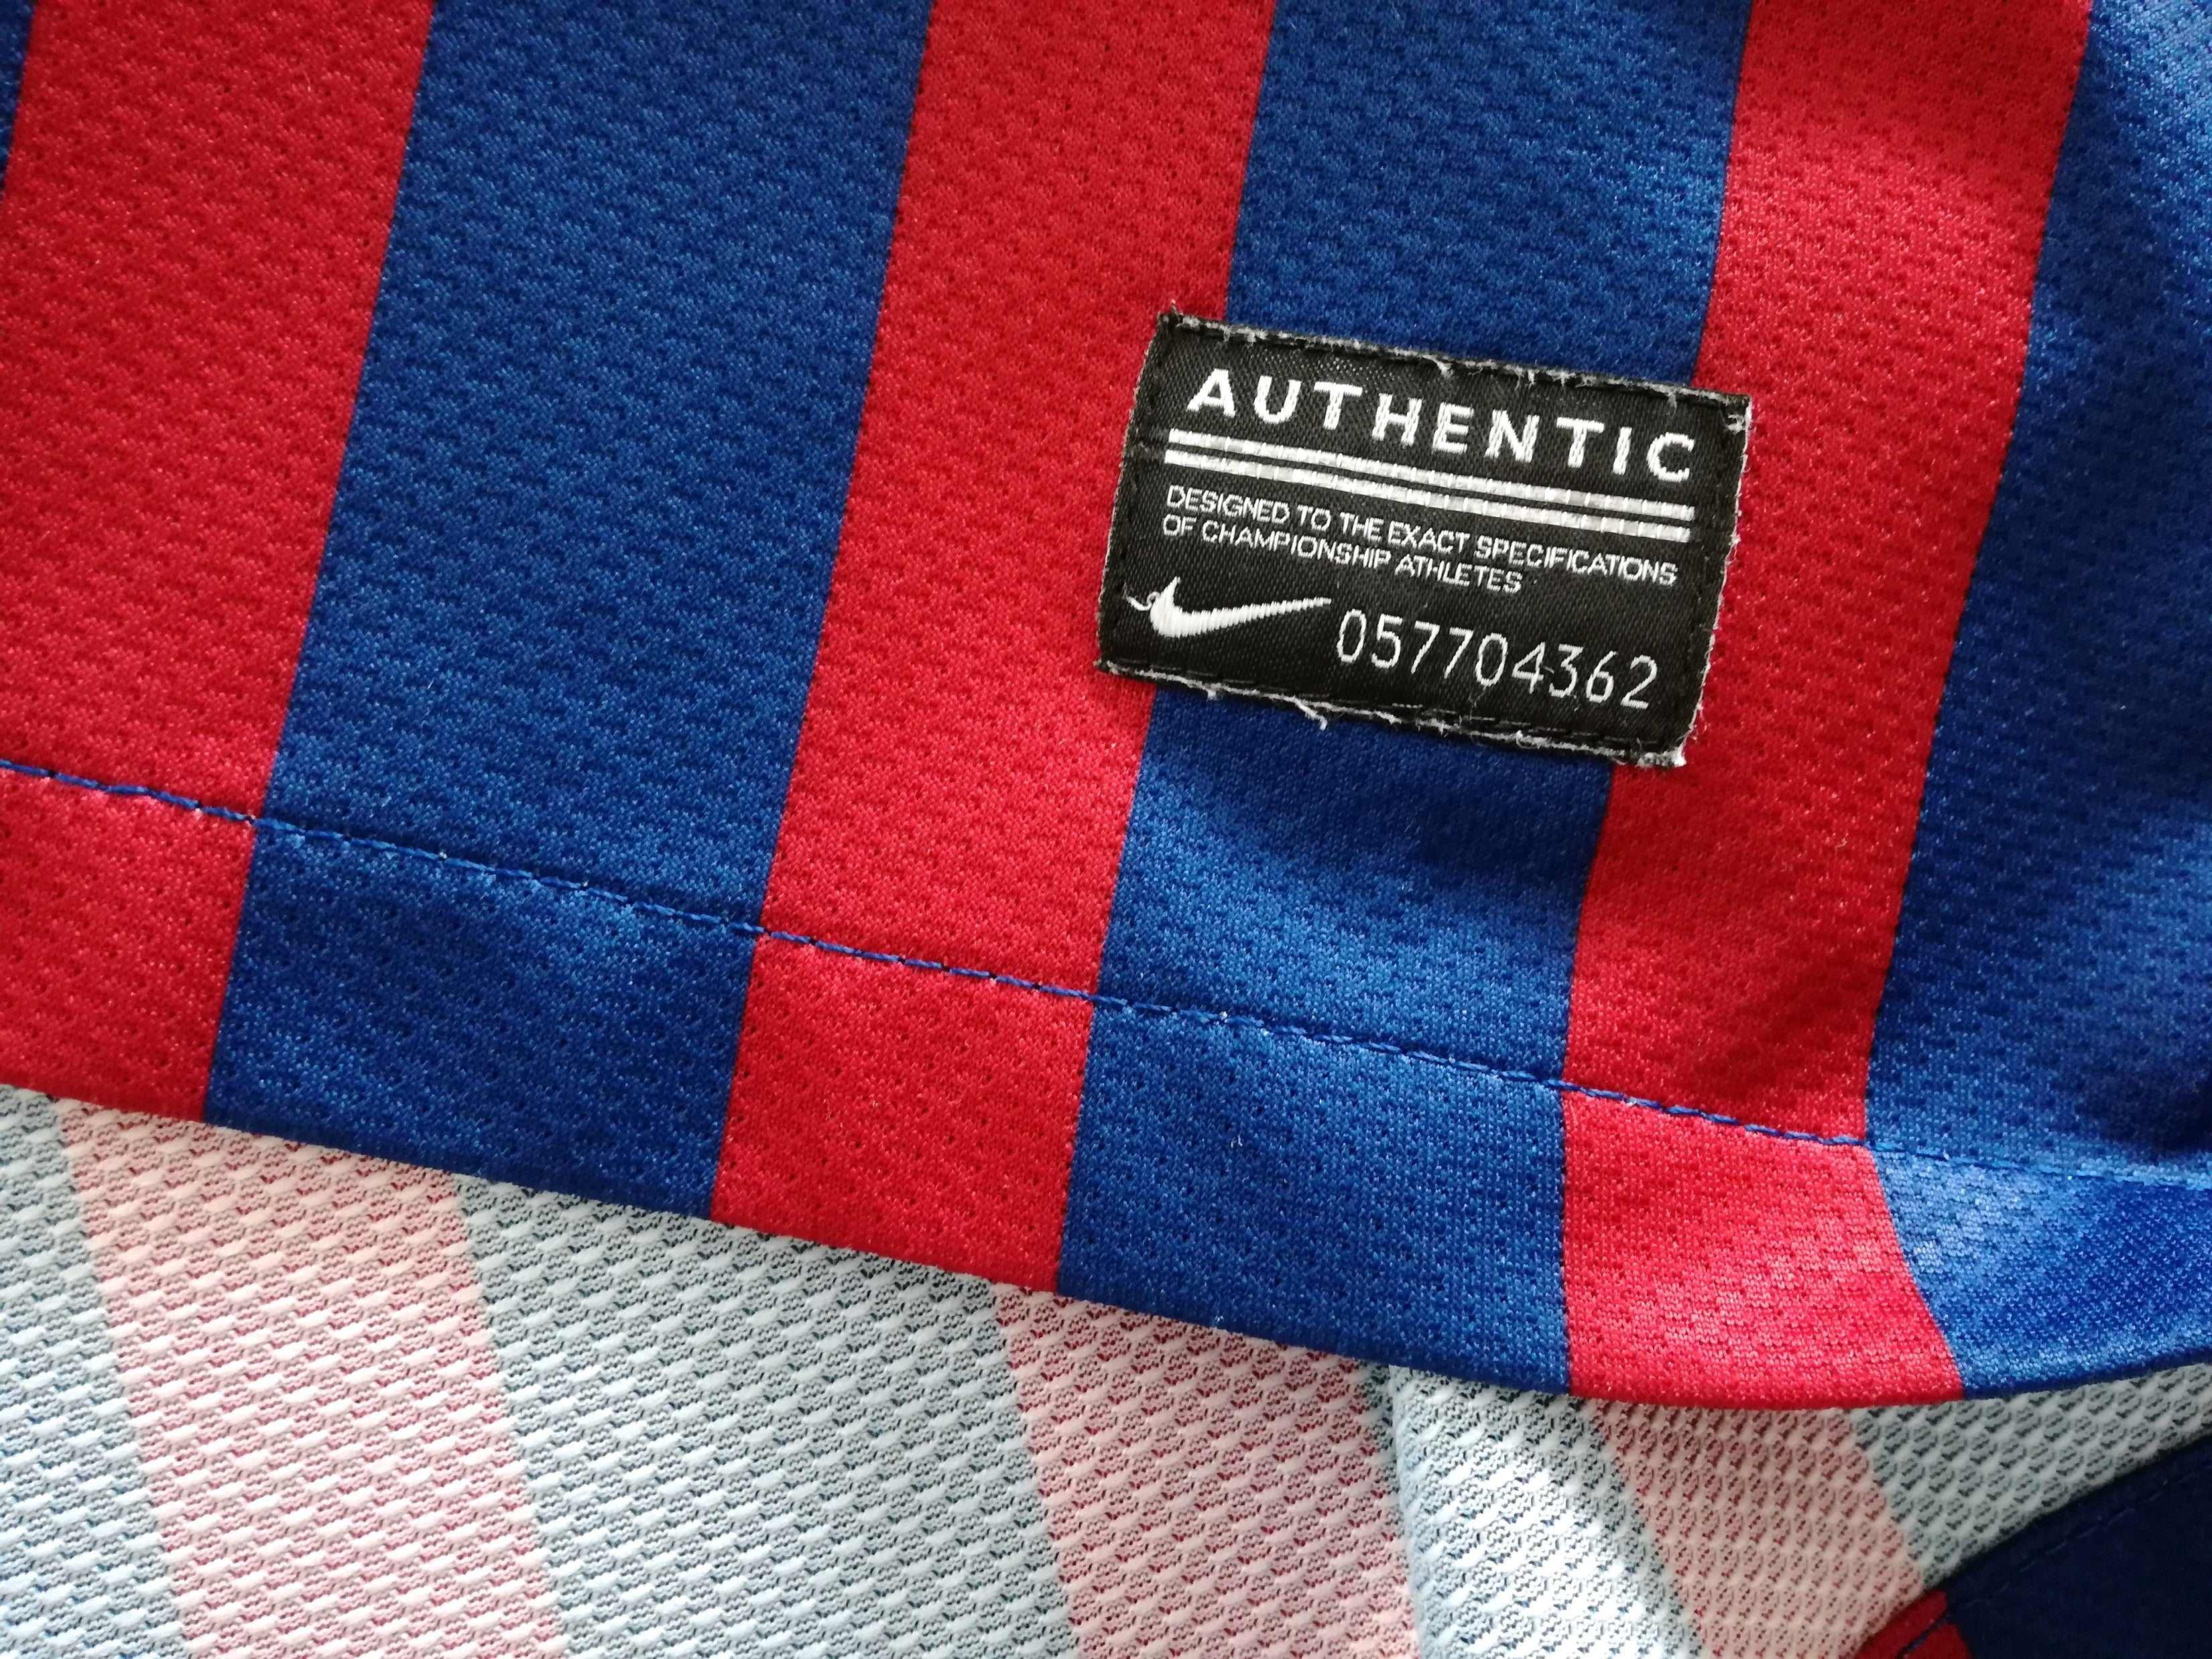 AUTHENTIC
DESIGNED TO THE EXACT SPECIFICATIONS
OF CHAMPIONSHIP ATHLETES
057704362